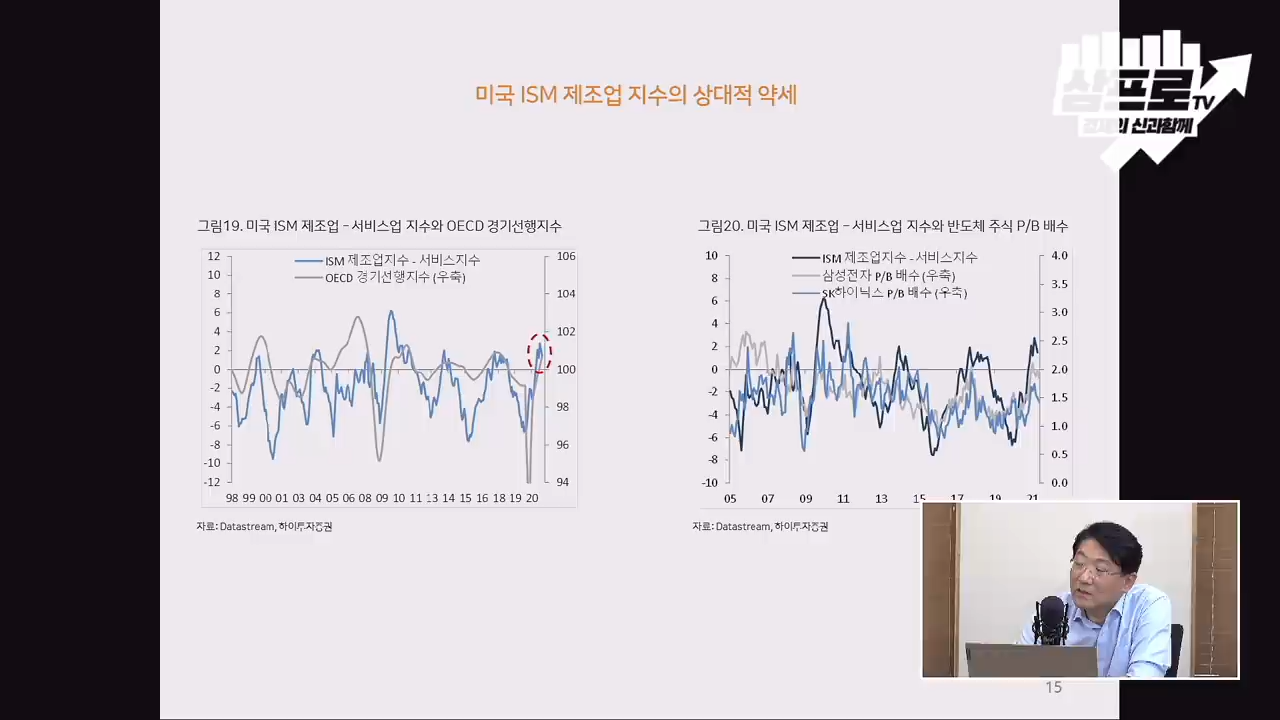 미국 ISM 제조업 지수의 상대적 약세
삼프로TV
경제의 신과함께
그림19. 미국 ISM 제조업 – 서비스업 지수와 OECD 경기선행지수
12
10
8
6
4
2
0
-2
-4
-6
-8
-10
-12
ISM 제조업지수 - 서비스지수
OECD 경기선행지수 (우축)
106
104
102
100
98
96
94
98 99 00 01 03 04 05 06 08 09 10 11 13 14 15 16 18 19 20
자료: Datastream, 하이투자증권
그림20. 미국 ISM 제조업 – 서비스업 지수와 반도체 주식 P/B 배수
10
8
6
4
2
0
-2
-4
-6
-8
-10
ISM 제조업지수 - 서비스지수
삼성전자 P/B 배수 (우축)
SK하이닉스 P/B 배수 (우축)
4.0
3.5
3.0
2.5
2.0
1.5
1.0
0.5
0.0
05 07 09 11 13 17 19 21
자료: Datastream, 하이투자증권
15